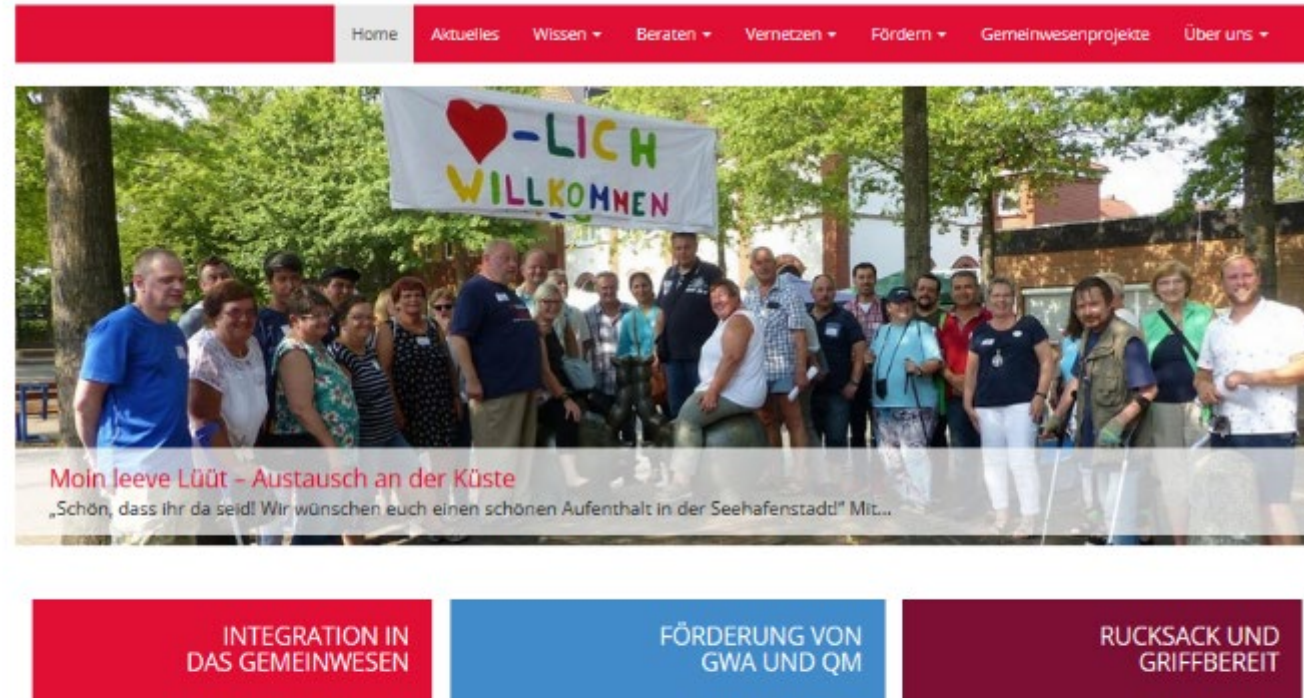 Home Aktuelles Wissen Beraten Vernetzen Fördern Gemeinwesenprojekte Über uns
-LICH
WILLKOMMEN
Moin leeve Lüüt – Austausch an der Küste
„Schön, dass ihr da seid! Wir wünschen euch einen schönen Aufenthalt in der Seehafenstadt!“ Mit...
INTEGRATION IN
DAS GEMEINWESEN
FÖRDERUNG VON
GWA UND QM
RUCKSACK UND
GRIFFBEREIT